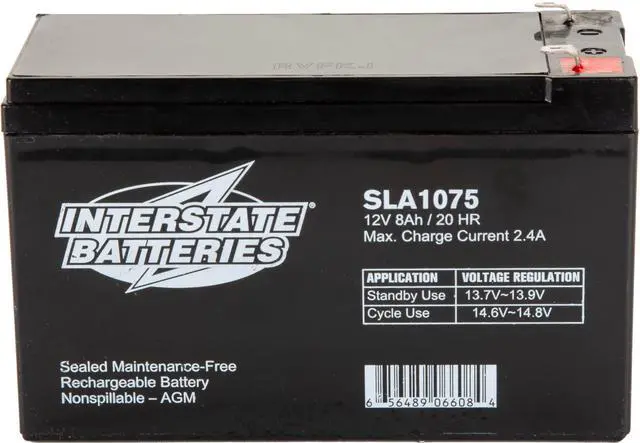 RVFKJ
INTERSTATE®
BATTERIES
SLA1075
12V 8Ah / 20 HR
Max. Charge Current 2.4A
APPLICATION VOLTAGE REGULATION
Standby Use 13.7V~13.9V
Cycle Use 14.6V~14.8V
Sealed Maintenance-Free
Rechargeable Battery
Nonspillable – AGM
6 56489 06608 4